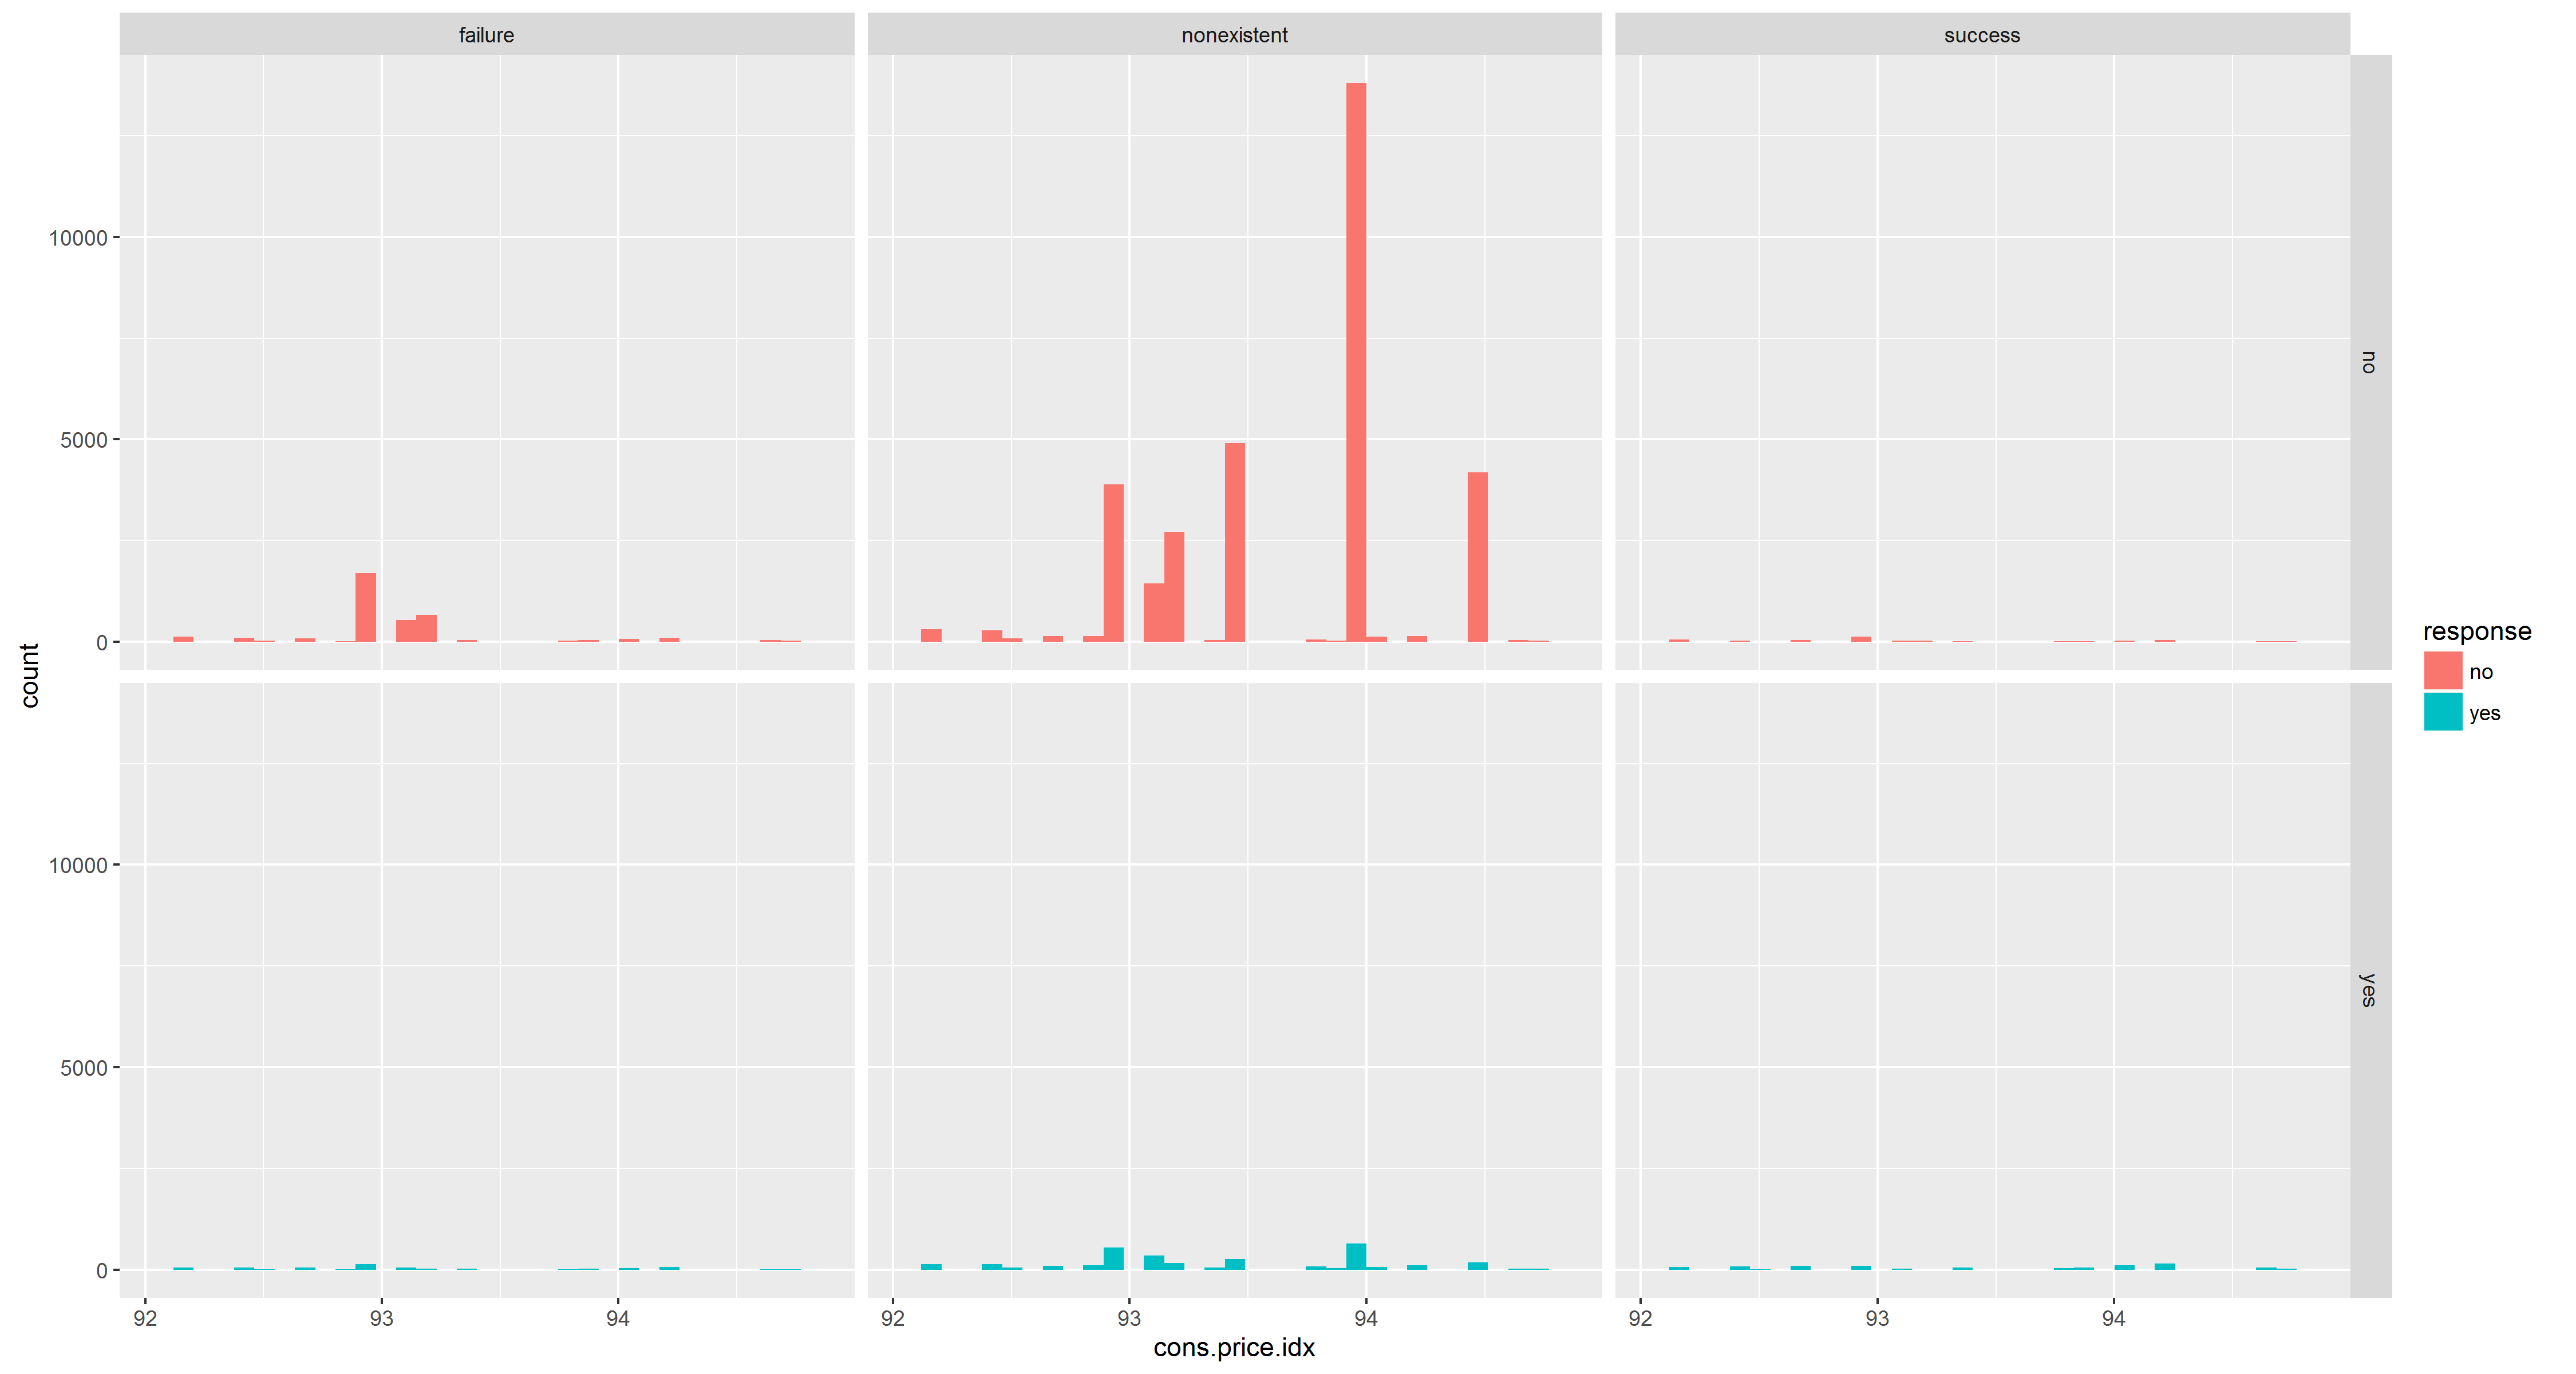 failure
nonexistent
success
10000
5000
0
no
10000
5000
0
yes
count
92 93 94
92 93 94
92 93 94
cons.price.idx
response
no
yes